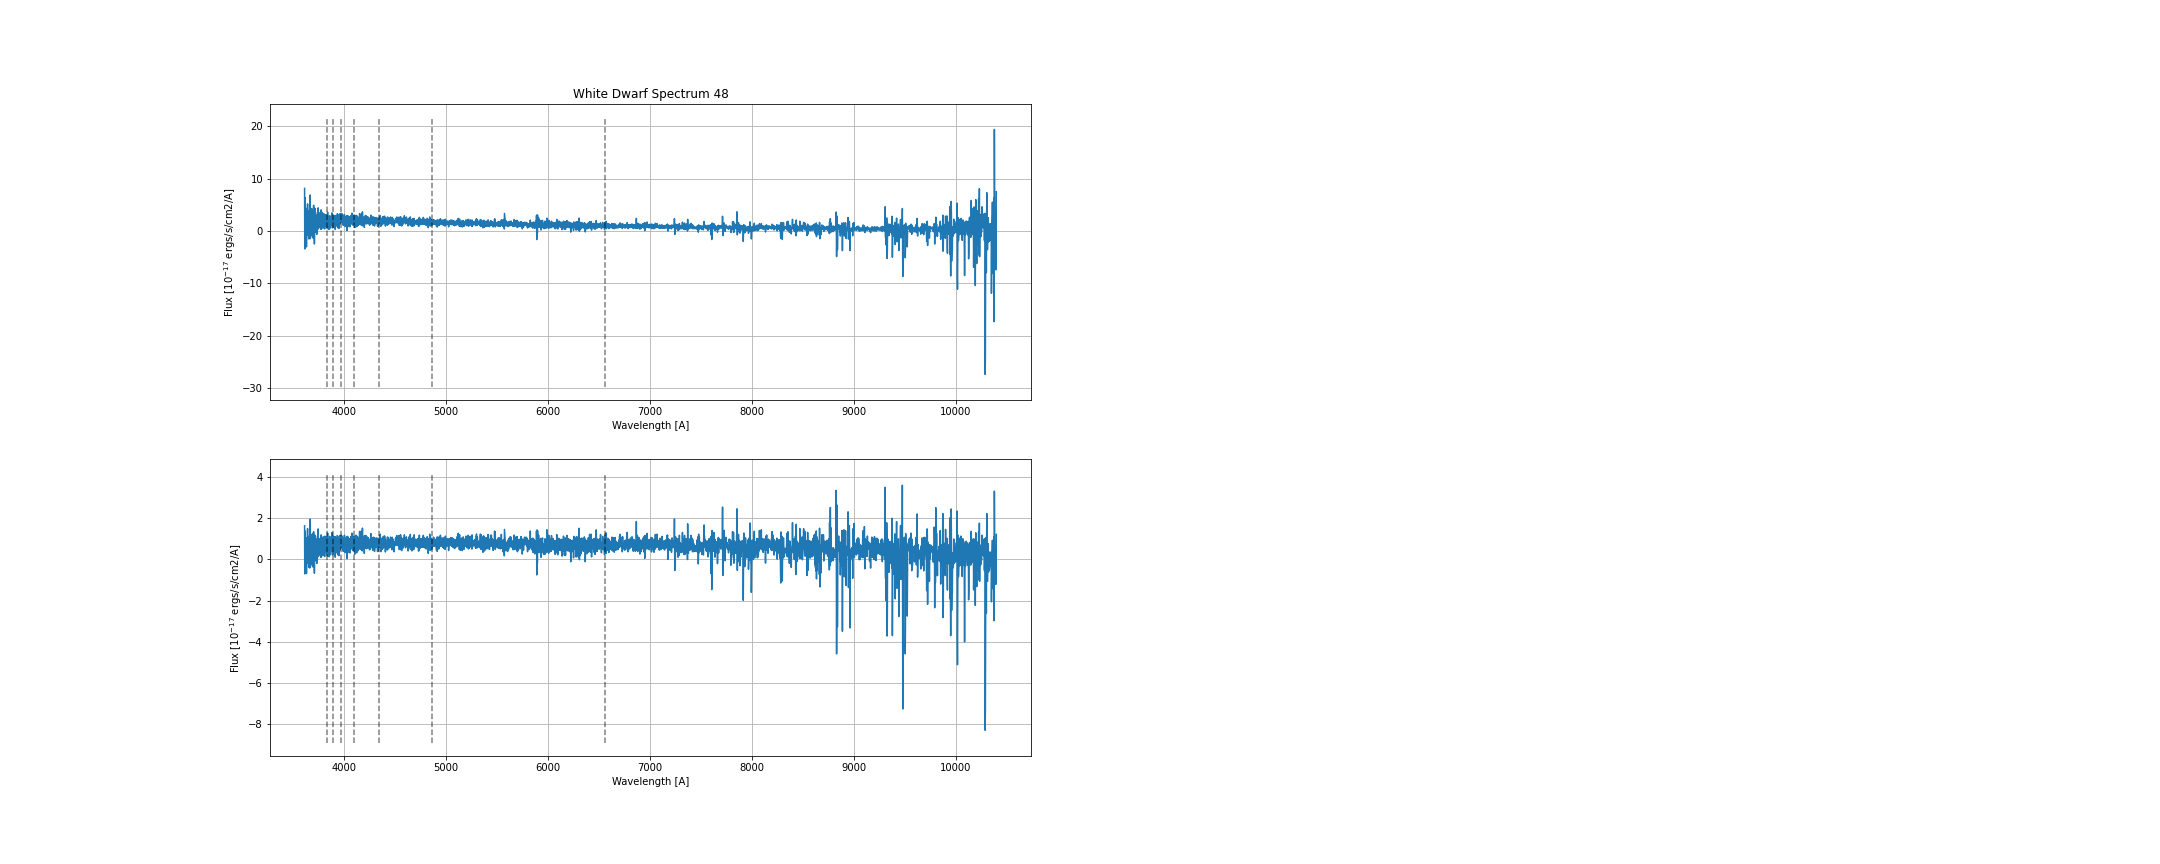 White Dwarf Spectrum 48
Flux [10⁻¹⁷ ergs/s/cm2/A]
20
10
0
−10
−20
−30
4000 5000 6000 7000 8000 9000 10000
Wavelength [A]
Flux [10⁻¹⁷ ergs/s/cm2/A]
4
2
0
−2
−4
−6
−8
4000 5000 6000 7000 8000 9000 10000
Wavelength [A]